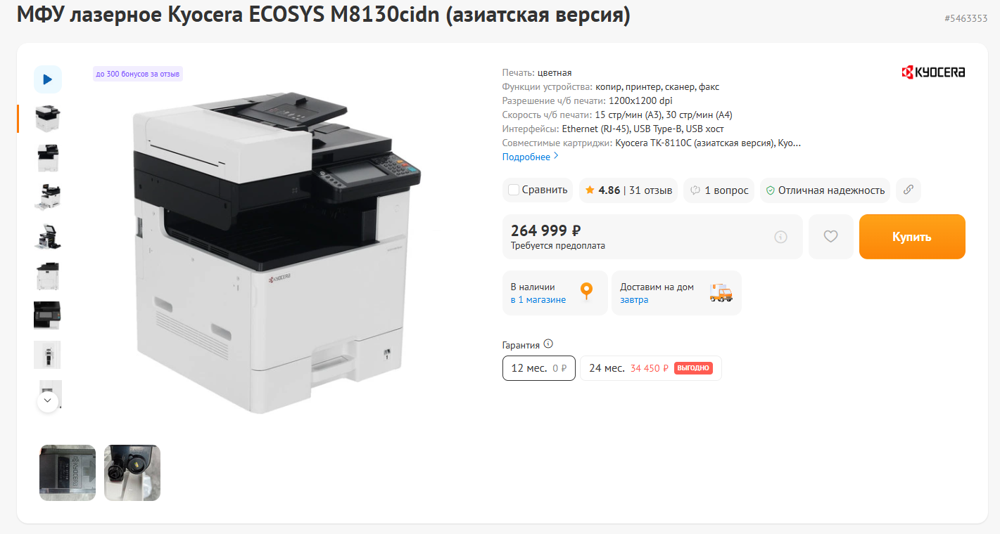 МФУ лазерное Kyocera ECOSYS M8130cidn (азиатская версия)
#5463353
до 300 бонусов за отзыв
KYOCERA
Печать: цветная
Функции устройства: копир, принтер, сканер, факс
Разрешение ч/б печати: 1200x1200 dpi
Скорость ч/б печати: 15 стр/мин (A3), 30 стр/мин (A4)
Интерфейсы: Ethernet (RJ-45), USB Type-B, USB хост
Совместимые картриджи: Kyocera TK-8110C (азиатская версия), Kyo...
Подробнее
Сравнить
4.86 | 31 отзыв
1 вопрос
Отличная надежность
264 999 ₽
Требуется предоплата
Купить
В наличии
в 1 магазине
Доставим на дом
завтра
Гарантия
12 мес. 0 ₽
24 мес. 34 450 ₽ ВЫГОДНО
KYOCERA